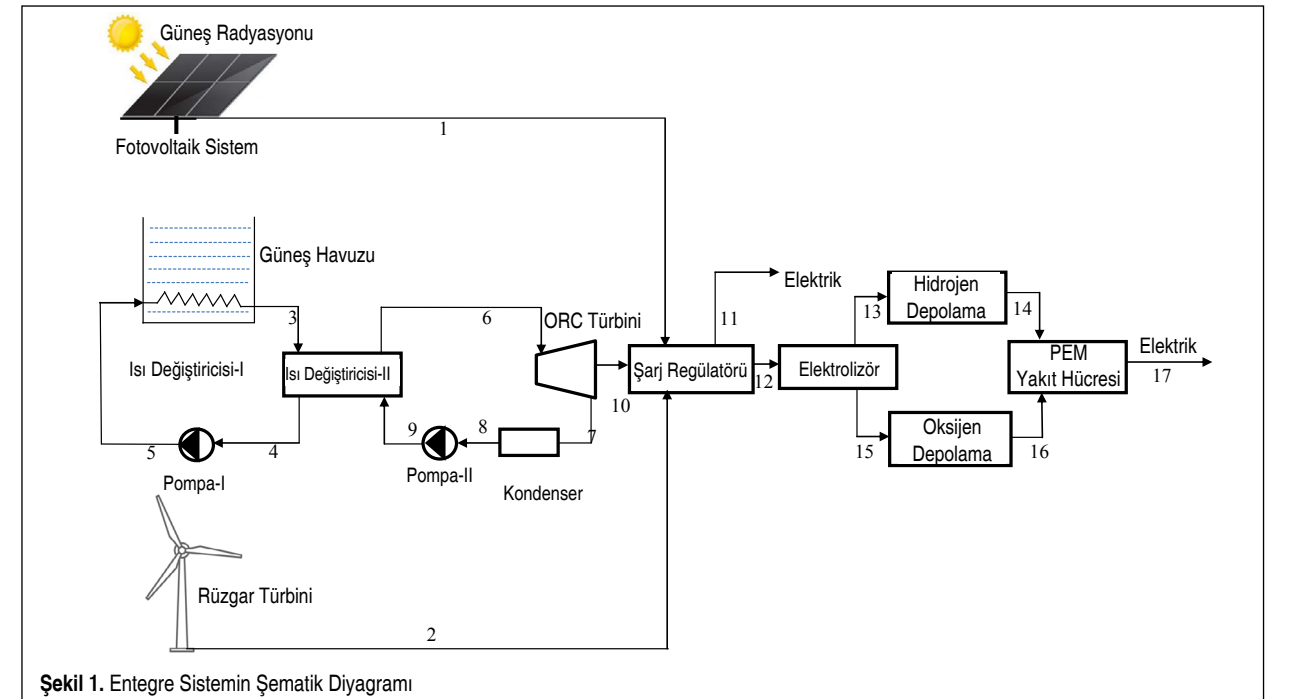 Güneş Radyasyonu
1
Fotovoltaik Sistem
Güneş Havuzu
Elektrik
Hidrojen
Depolama
3
6
ORC Türbini
11
13
14
Isı Değiştiricisi-I
Isı Değiştiricisi-II
Şarj Regülatörü
12
Elektrolizör
PEM
Yakıt Hücresi
Elektrik
17
10
5
4
9
8
7
Oksijen
Depolama
15
16
Pompa-I
Pompa-II
Kondenser
Rüzgar Türbini
2
Şekil 1. Entegre Sistemin Şematik Diyagramı